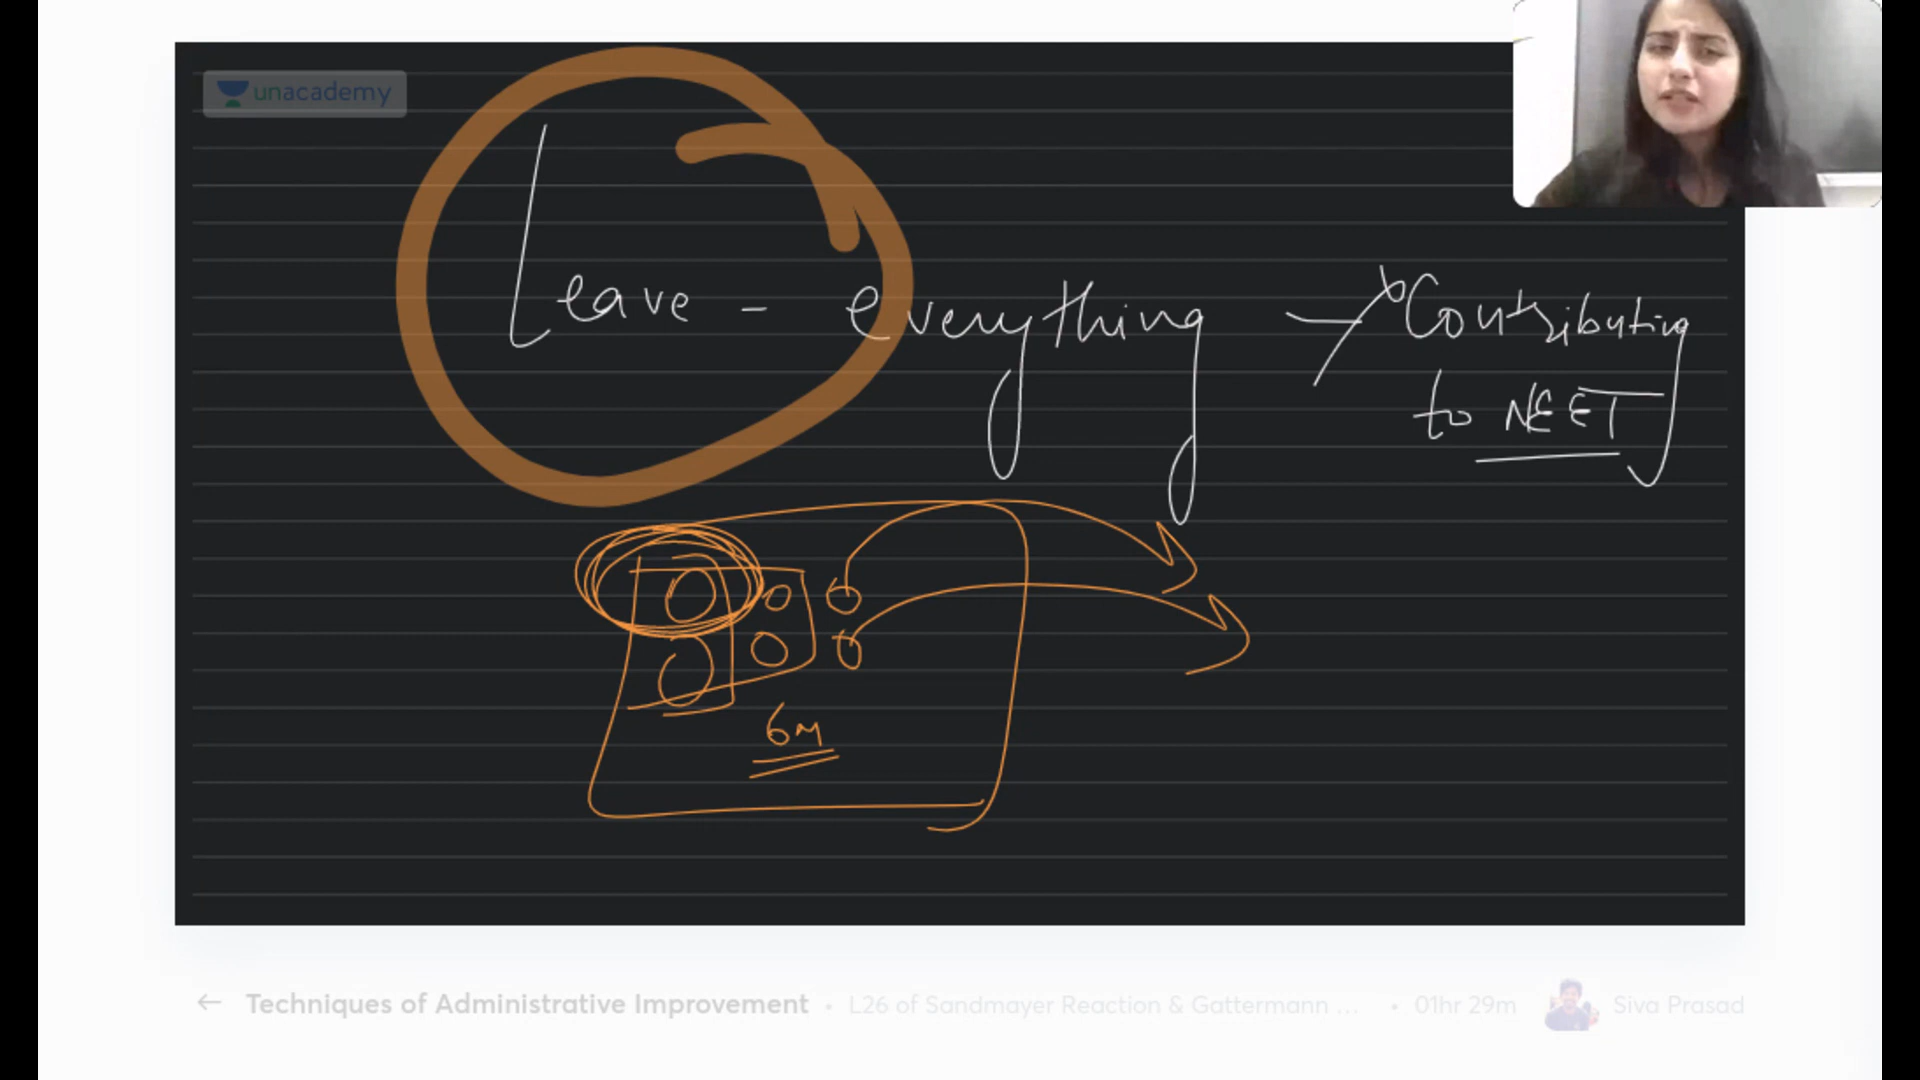 unacademy
Leave - everything Contributing
to NEET
6M
Techniques of Administrative Improvement • L26 of Sandmayer Reaction & Gattermann ... • 01hr 29m Siva Prasad